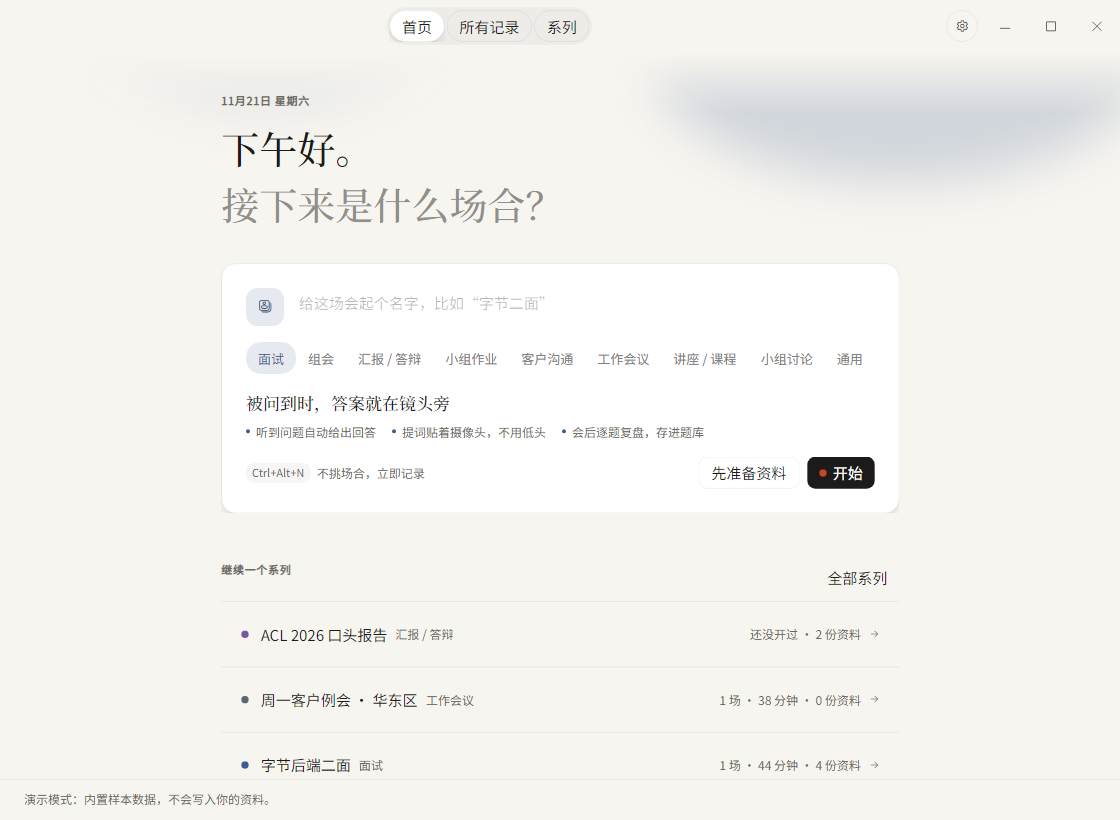 首页 所有记录 系列
11月21日 星期六
下午好。
接下来是什么场合？
给这场会起个名字，比如“字节二面”
面试 组会 汇报 / 答辩 小组作业 客户沟通 工作会议 讲座 / 课程 小组讨论 通用
被问到时，答案就在镜头旁
• 听到问题自动给出回答 • 提词贴着摄像头，不用低头 • 会后逐题复盘，存进题库
Ctrl+Alt+N 不挑场合，立即记录 先准备资料 开始
继续一个系列 全部系列
ACL 2026 口头报告 汇报 / 答辩 还没开过 · 2 份资料 →
周一客户例会 · 华东区 工作会议 1 场 · 38 分钟 · 0 份资料 →
字节后端二面 面试 1 场 · 44 分钟 · 4 份资料 →
演示模式：内置样本数据，不会写入你的资料。